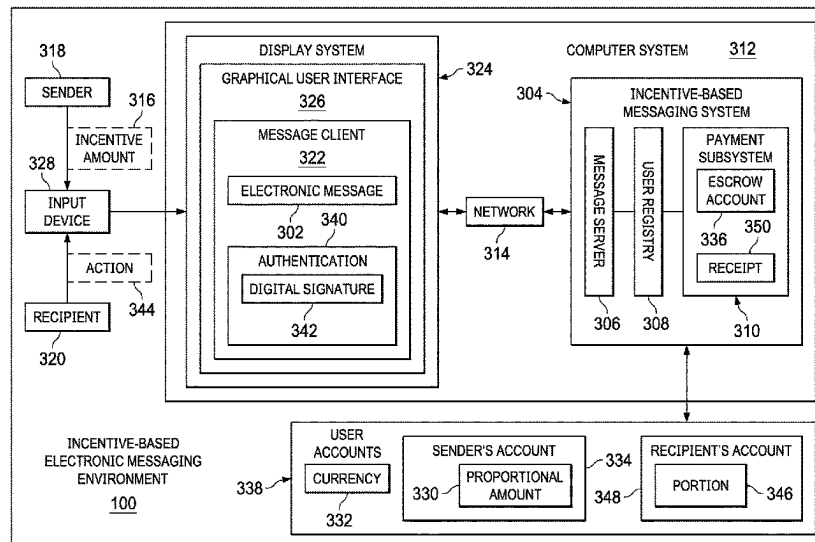 318
SENDER
316
INCENTIVE
AMOUNT
328
INPUT
DEVICE
ACTION
344
RECIPIENT
320
DISPLAY SYSTEM
324
GRAPHICAL USER INTERFACE
326
MESSAGE CLIENT
322
ELECTRONIC MESSAGE
302
340
AUTHENTICATION
DIGITAL SIGNATURE
342
NETWORK
314
COMPUTER SYSTEM
312
304
INCENTIVE-BASED
MESSAGING SYSTEM
MESSAGE SERVER
306
USER REGISTRY
308
PAYMENT
SUBSYSTEM
ESCROW
ACCOUNT
336
350
RECEIPT
310
INCENTIVE-BASED
ELECTRONIC MESSAGING
ENVIRONMENT
100
338
USER
ACCOUNTS
CURRENCY
332
SENDER'S ACCOUNT
334
330
PROPORTIONAL
AMOUNT
RECIPIENT'S ACCOUNT
348
PORTION
346